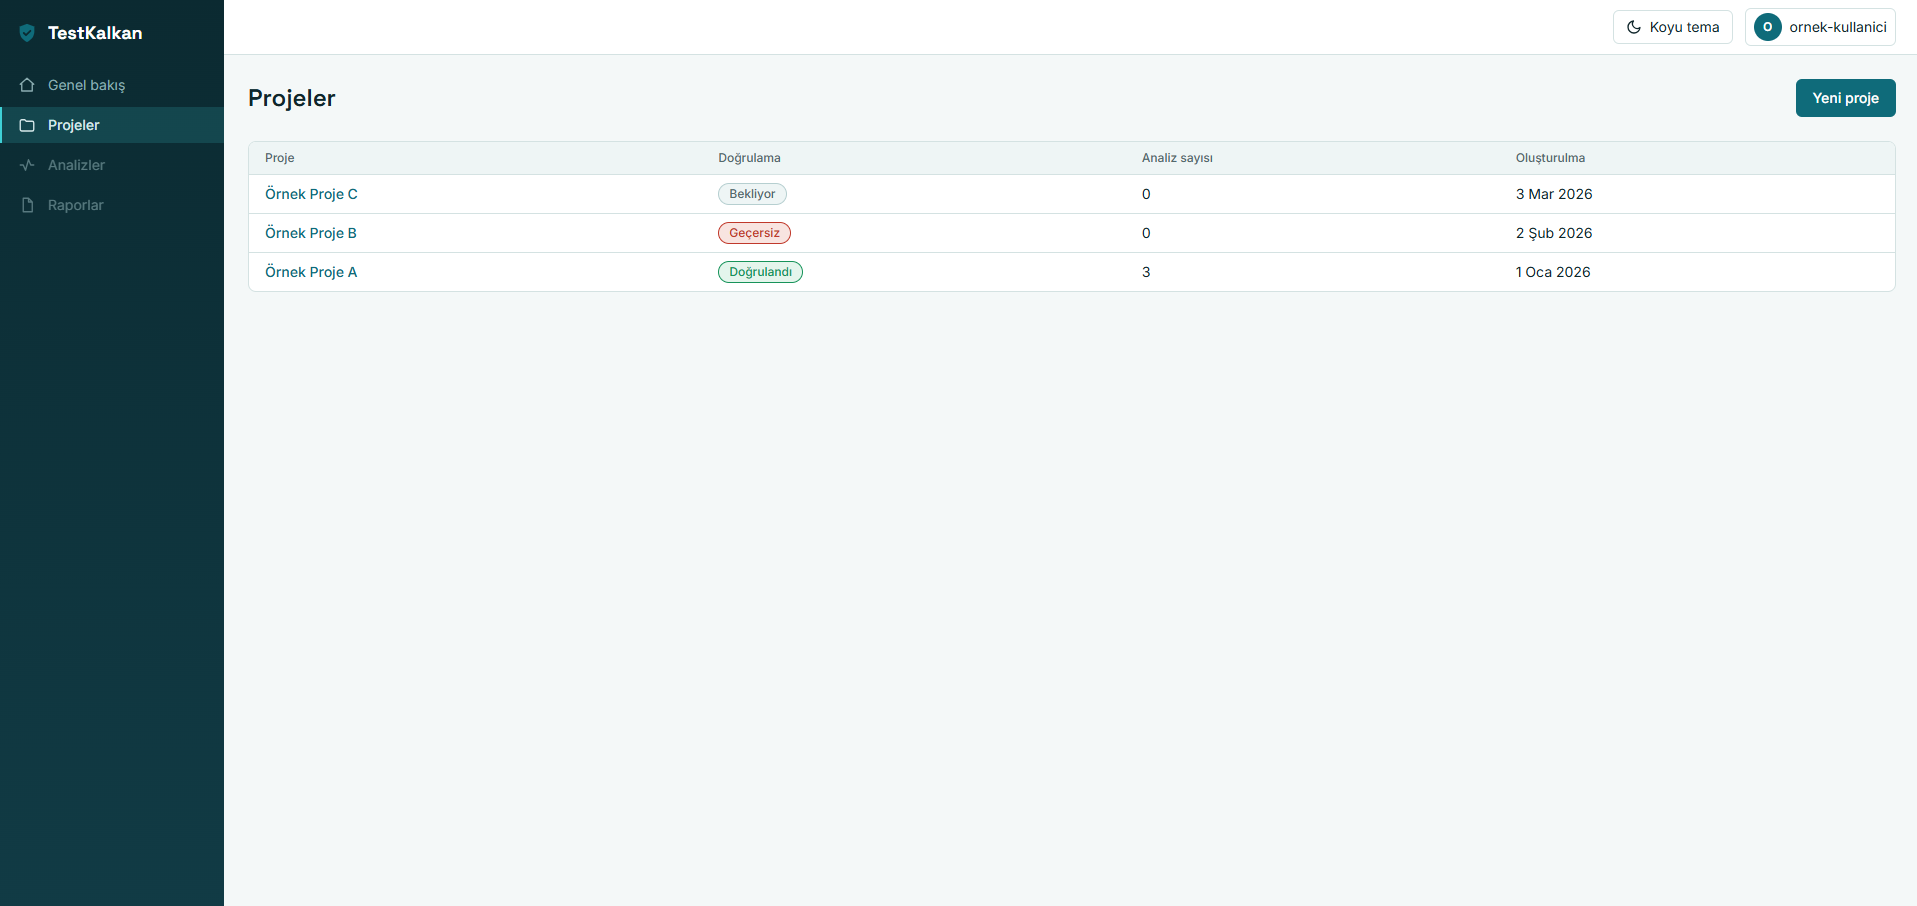 TestKalkan
Genel bakış
Projeler
Analizler
Raporlar
Koyu tema
O ornek-kullanici
Projeler
Yeni proje
Proje Doğrulama Analiz sayısı Oluşturulma
Örnek Proje C Bekliyor 0 3 Mar 2026
Örnek Proje B Geçersiz 0 2 Şub 2026
Örnek Proje A Doğrulandı 3 1 Oca 2026